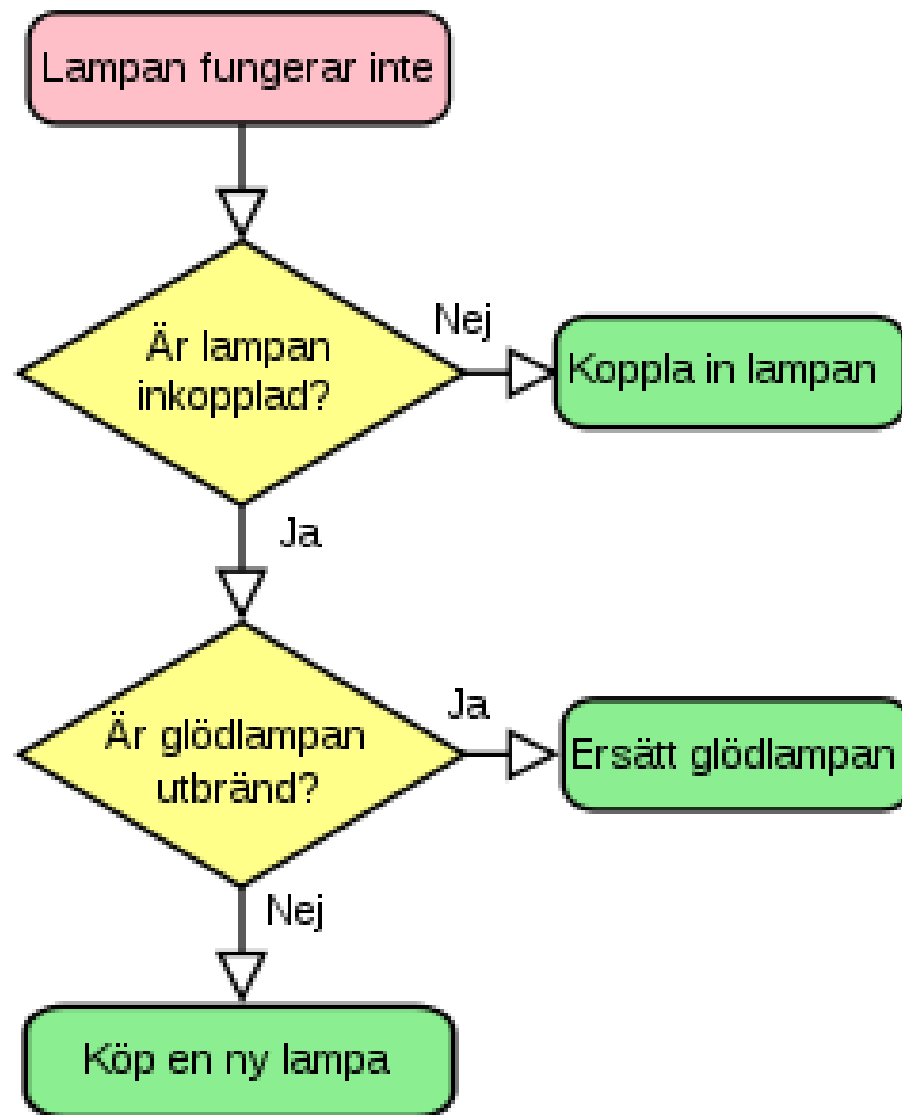 Lampan fungerar inte
Är lampan
inkopplad?
Nej
Koppla in lampan
Ja
Är glödlampan
utbränd?
Ja
Ersätt glödlampan
Nej
Köp en ny lampa